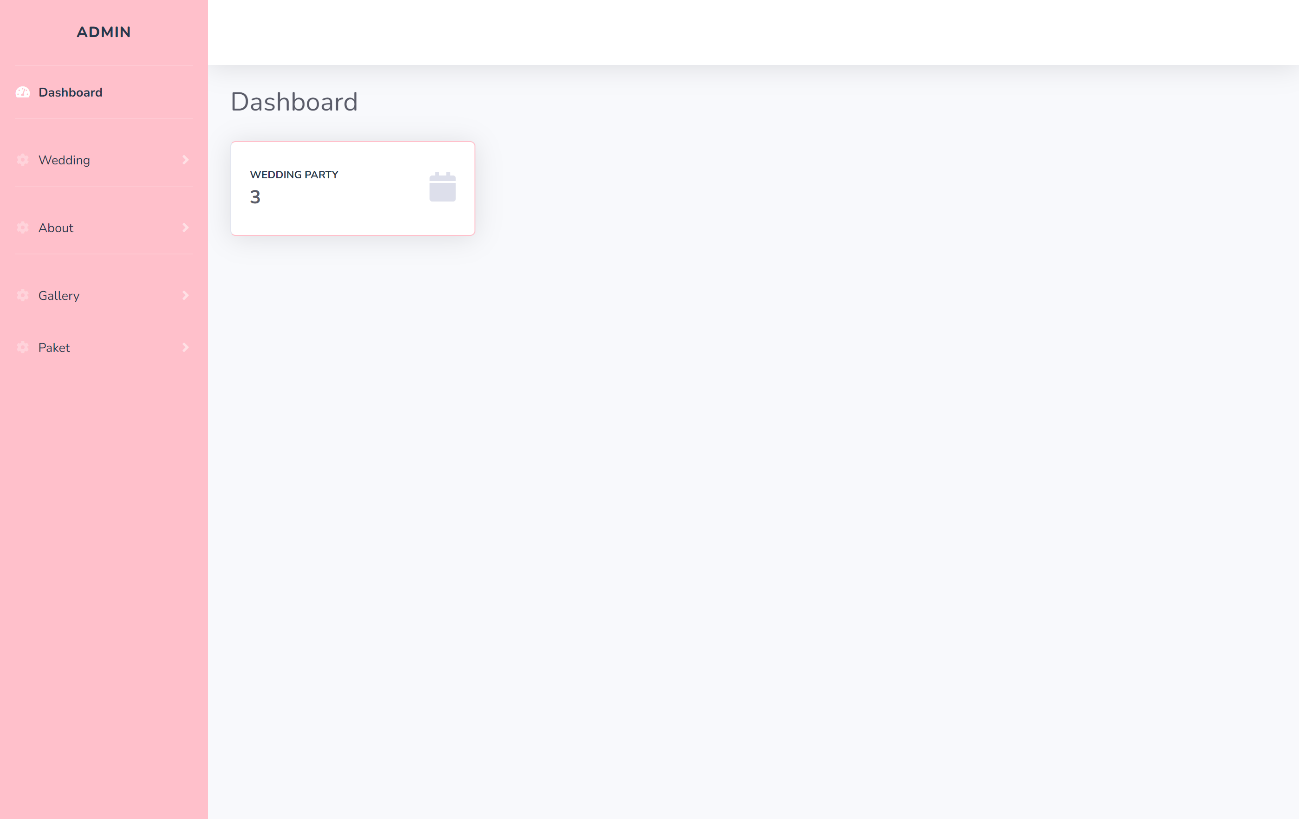 ADMIN
Dashboard
Wedding
About
Gallery
Paket
Dashboard
WEDDING PARTY
3